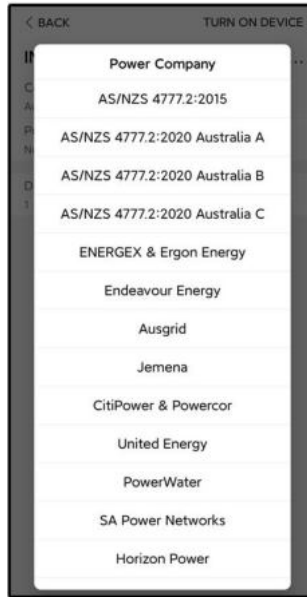 < BACK
TURN ON DEVICE
Power Company
AS/NZS 4777.2:2015
AS/NZS 4777.2:2020 Australia A
AS/NZS 4777.2:2020 Australia B
AS/NZS 4777.2:2020 Australia C
ENERGEX & Ergon Energy
Endeavour Energy
Ausgrid
Jemena
CitiPower & Powercor
United Energy
PowerWater
SA Power Networks
Horizon Power